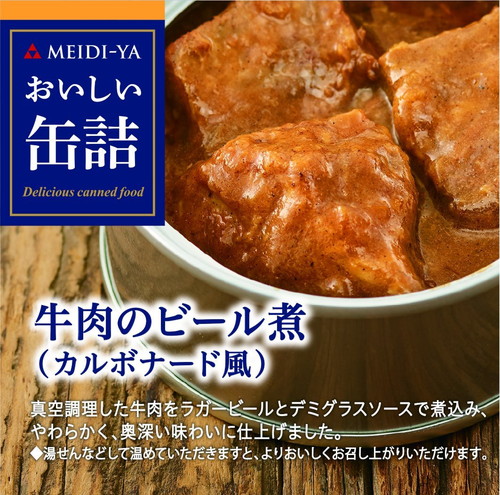 MEIDI-YA
おいしい
缶詰
Delicious canned food
牛肉のビール煮
（カルボナード風）
真空調理した牛肉をラガービールとデミグラスソースで煮込み、
やわらかく、奥深い味わいに仕上げました。
◆湯せんなどして温めていただきますと、よりおいしくお召し上がりいただけます。